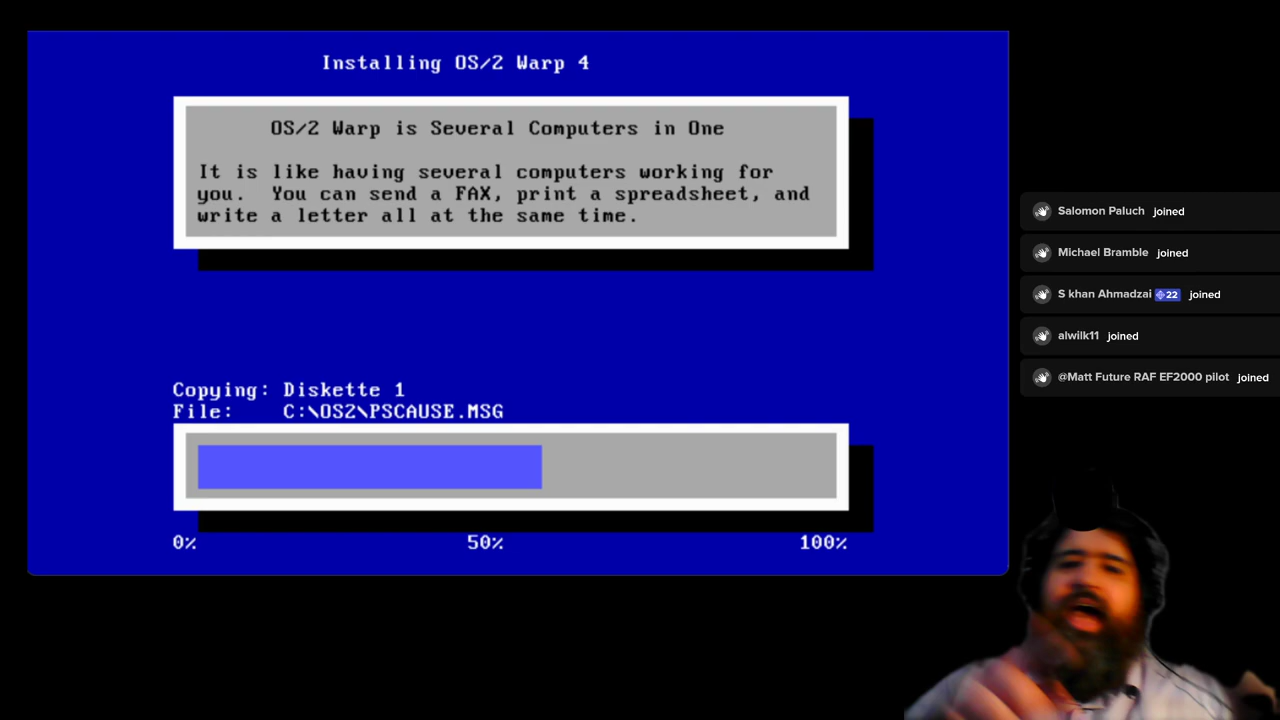 Installing OS/2 Warp 4
OS/2 Warp is Several Computers in One
It is like having several computers working for
you. You can send a FAX, print a spreadsheet, and
write a letter all at the same time.
Copying: Diskette 1
File: C:\OS2\PSCAUSE.MSG
0% 50% 100%
Salomon Paluch joined
Michael Bramble joined
S khan Ahmadzai 22 joined
alwilk11 joined
@Matt Future RAF EF2000 pilot joined